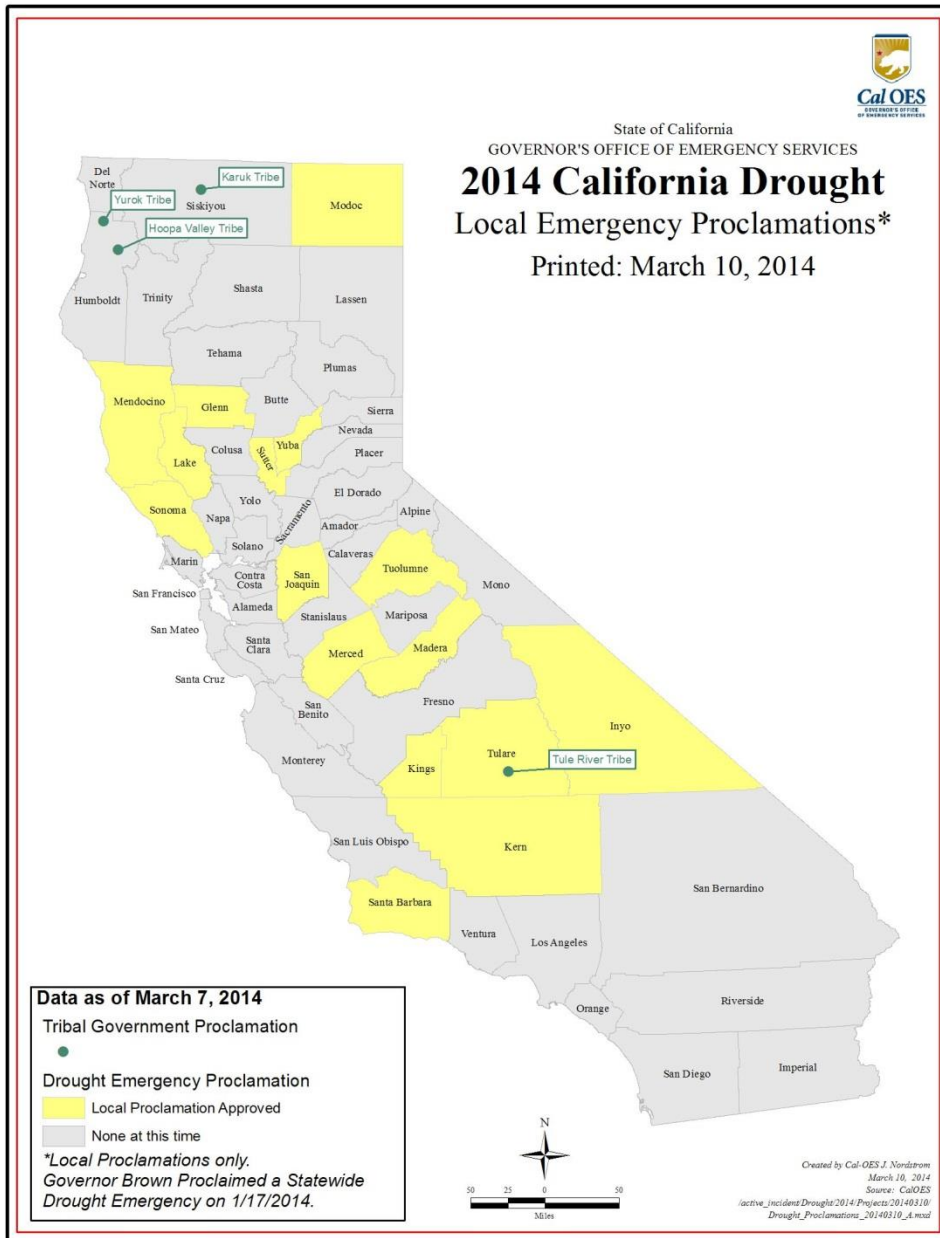 Cal OES
GOVERNOR'S OFFICE
OF EMERGENCY SERVICES
State of California
GOVERNOR'S OFFICE OF EMERGENCY SERVICES
2014 California Drought
Local Emergency Proclamations*
Printed: March 10, 2014
Del
Norte
Karuk Tribe
Siskiyou
Modoc
Yurok Tribe
Hoopa Valley Tribe
Humboldt
Trinity
Shasta
Lassen
Tehama
Plumas
Mendocino
Glenn
Butte
Sierra
Nevada
Yuba
Sutter
Colusa
Placer
Lake
El Dorado
Yolo
Sonoma
Napa
Sacramento
Alpine
Amador
Solano
Calaveras
Marin
Tuolumne
Contra
Costa
San
Joaquin
Mono
San Francisco
Alameda
Stanislaus
Mariposa
San Mateo
Santa
Clara
Merced
Madera
Santa Cruz
Fresno
San
Benito
Inyo
Monterey
Kings
Tulare
Tule River Tribe
San Luis Obispo
Kern
San Bernardino
Santa Barbara
Ventura
Los Angeles
Orange
Riverside
San Diego
Imperial
Data as of March 7, 2014
Tribal Government Proclamation
Drought Emergency Proclamation
Local Proclamation Approved
None at this time
*Local Proclamations only.
Governor Brown Proclaimed a Statewide
Drought Emergency on 1/17/2014.
N
50 25 0 50
Miles
Created by Cal-OES J. Nordstrom
March 10, 2014
Source: CalOES
/active_incident/Drought/2014/Projects/20140310/
Drought_Proclamations_20140310_A.mxd